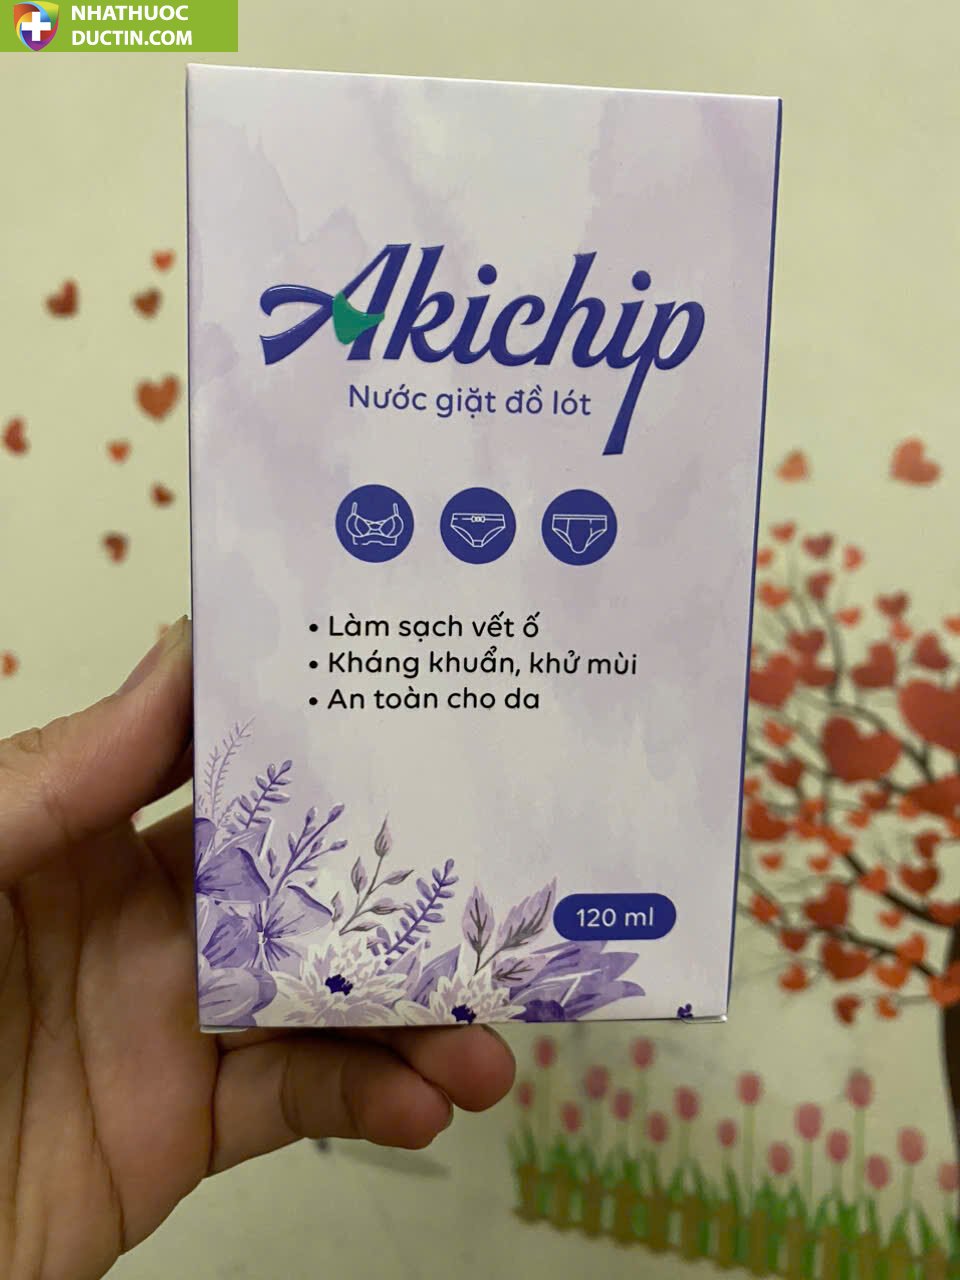 NHATHUOC
DUCTIN.COM
Akichip
Nước giặt đồ lót
• Làm sạch vết ố
• Kháng khuẩn, khử mùi
• An toàn cho da
120 ml